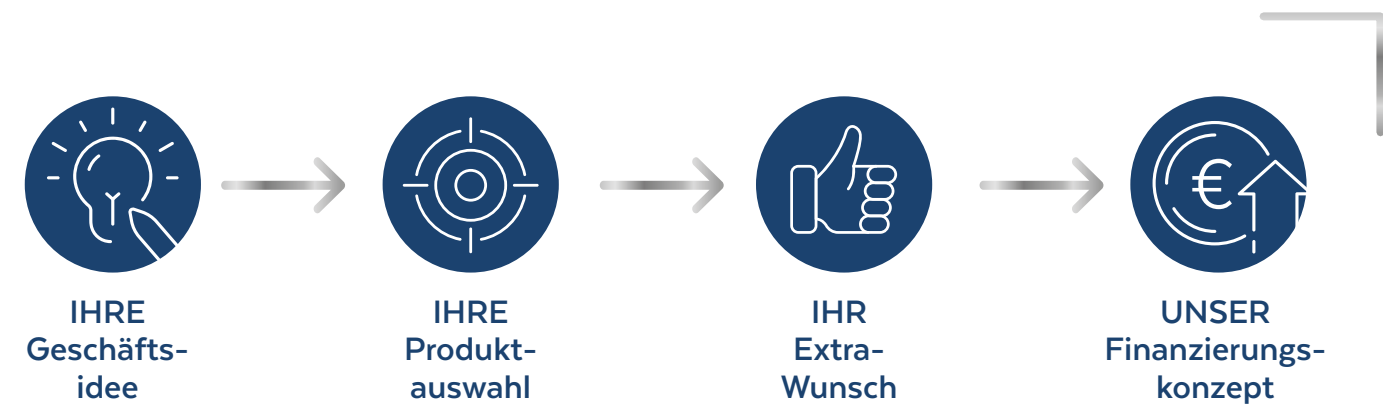 IHRE
Geschäfts-
idee
IHRE
Produkt-
auswahl
IHR
Extra-
Wunsch
€
UNSER
Finanzierungs-
konzept